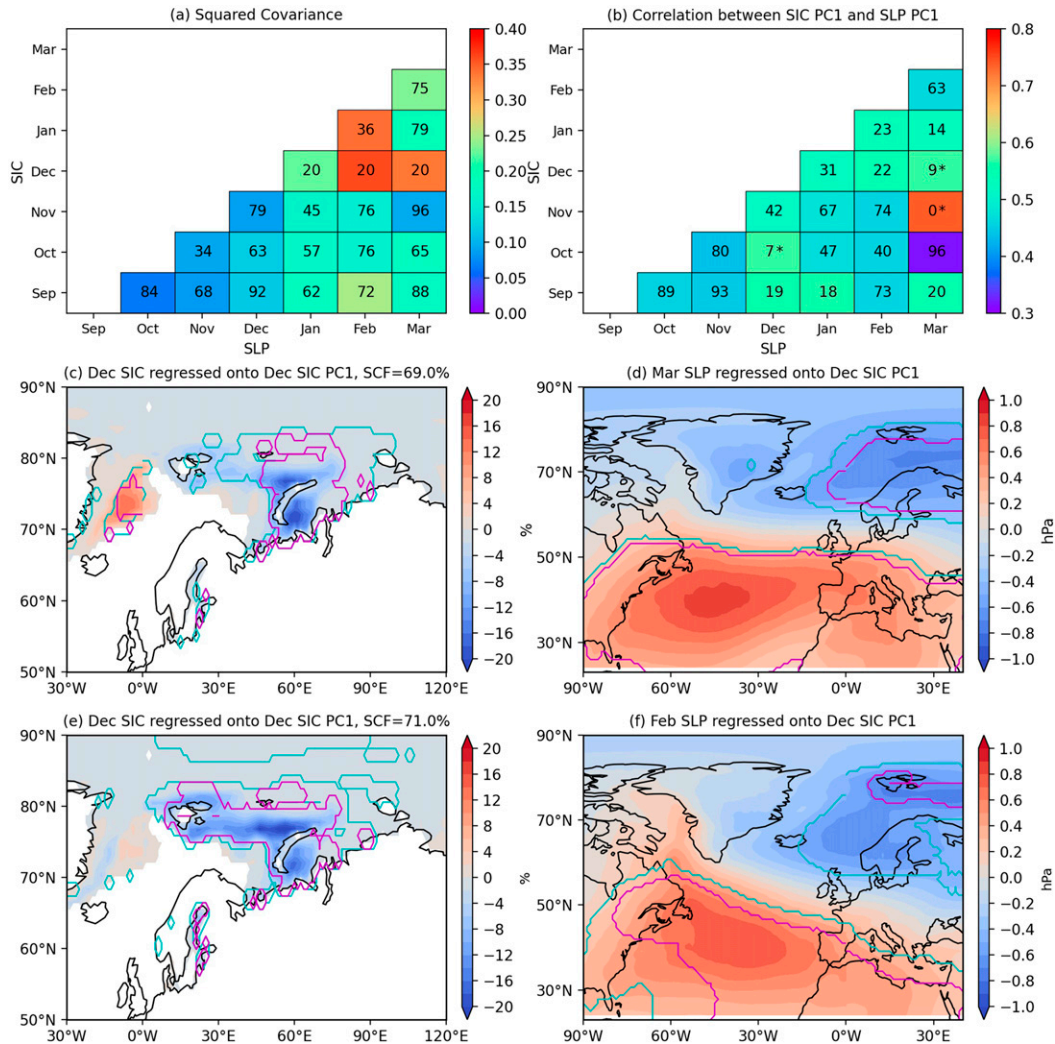 (a) Squared Covariance
(b) Correlation between SIC PC1 and SLP PC1
Mar
Feb
Jan
Dec
Nov
Oct
Sep
SIC
75
36 79
20 20 20
79 45 76 96
34 63 57 76 65
84 68 92 62 72 88
Sep Oct Nov Dec Jan Feb Mar
SLP
0.40
0.35
0.30
0.25
0.20
0.15
0.10
0.05
0.00
Mar
Feb
Jan
Dec
Nov
Oct
Sep
SIC
63
23 14
31 22 9*
42 67 74 0*
80 7* 47 40 96
89 93 19 18 73 20
Sep Oct Nov Dec Jan Feb Mar
SLP
0.8
0.7
0.6
0.5
0.4
0.3
(c) Dec SIC regressed onto Dec SIC PC1, SCF=69.0%
90°N
80°N
70°N
60°N
50°N
30°W 0°W 30°E 60°E 90°E 120°E
20
16
12
8
4
0
−4
−8
−12
−16
−20
%
(d) Mar SLP regressed onto Dec SIC PC1
90°N
70°N
50°N
30°N
90°W 60°W 30°W 0°W 30°E
1.0
0.8
0.6
0.4
0.2
0.0
−0.2
−0.4
−0.6
−0.8
−1.0
hPa
(e) Dec SIC regressed onto Dec SIC PC1, SCF=71.0%
90°N
80°N
70°N
60°N
50°N
30°W 0°W 30°E 60°E 90°E 120°E
20
16
12
8
4
0
−4
−8
−12
−16
−20
%
(f) Feb SLP regressed onto Dec SIC PC1
90°N
70°N
50°N
30°N
90°W 60°W 30°W 0°W 30°E
1.0
0.8
0.6
0.4
0.2
0.0
−0.2
−0.4
−0.6
−0.8
−1.0
hPa